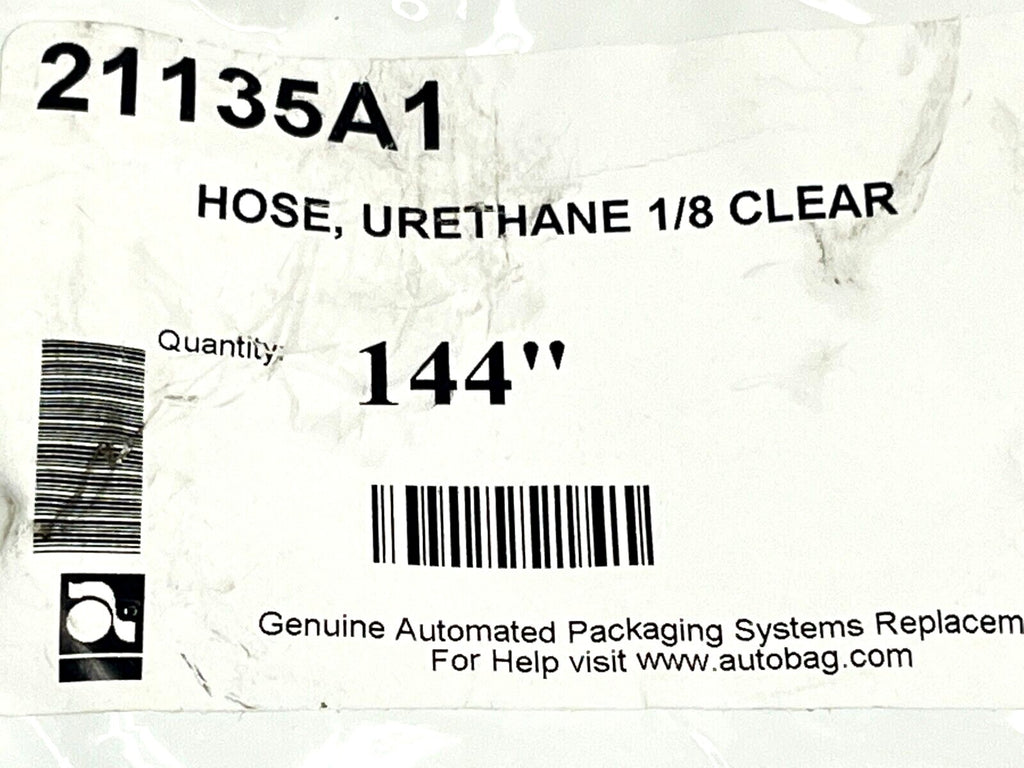 21135A1
HOSE, URETHANE 1/8 CLEAR
Quantity:
144"
Genuine Automated Packaging Systems Replacem
For Help visit www.autobag.com